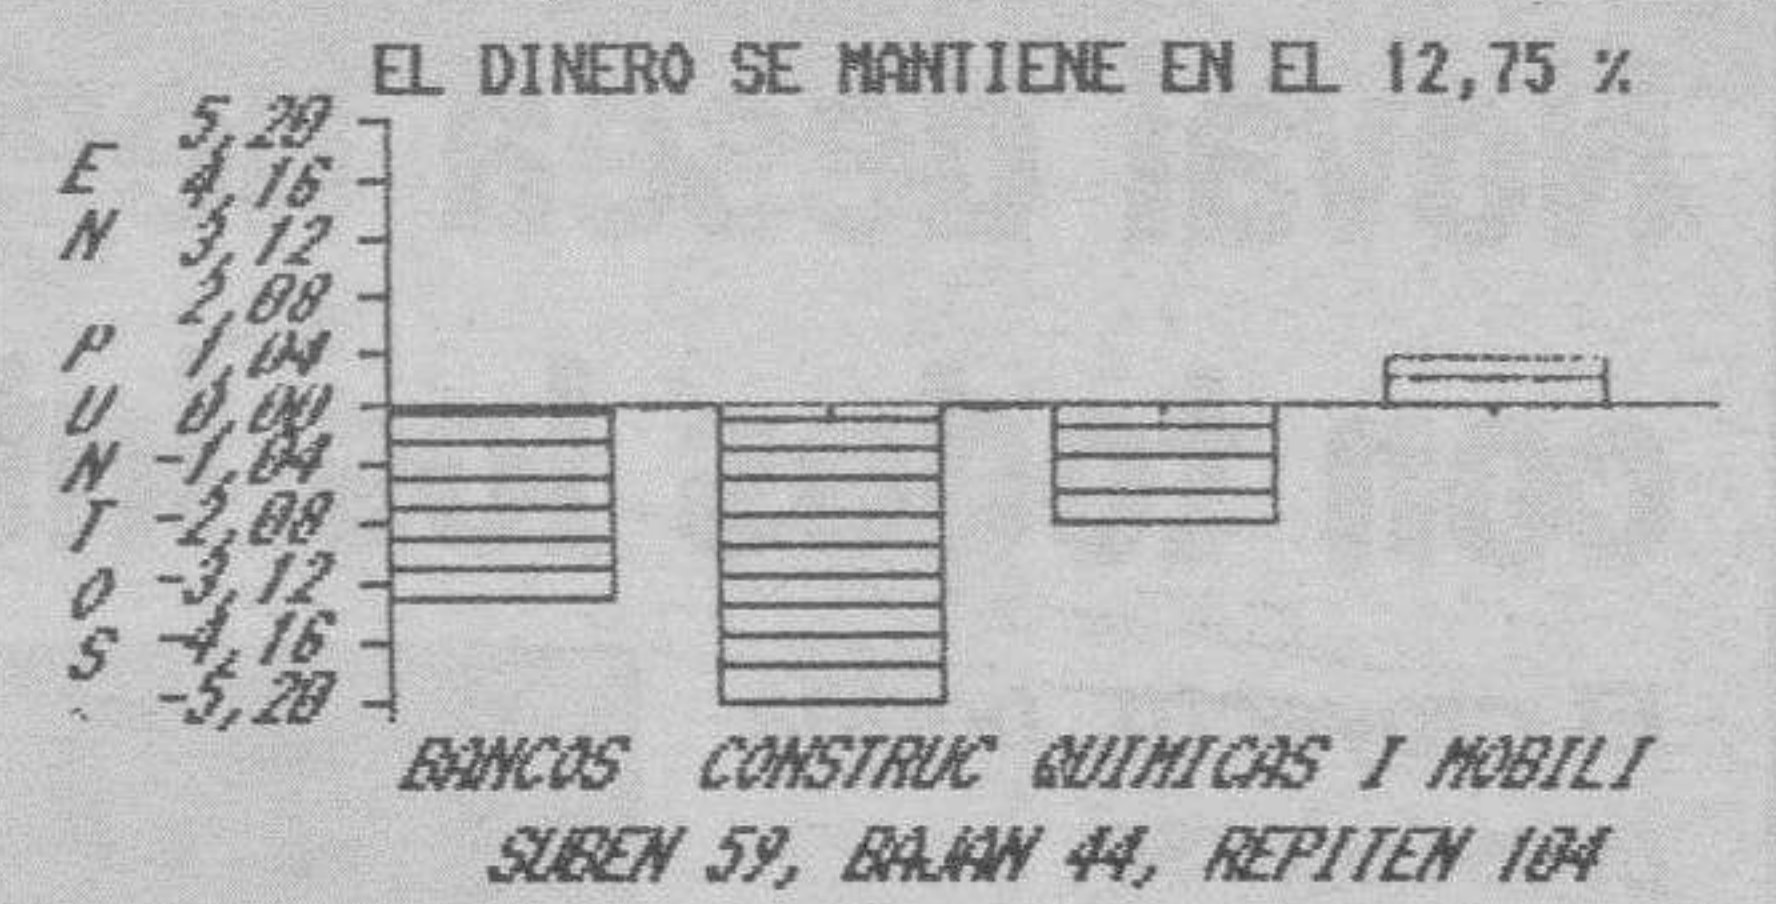 EL DINERO SE MANTIENE EN EL 12,75 %
EN PUNTOS
5,20
4,16
3,12
2,08
1,04
0,00
-1,04
-2,08
-3,12
-4,16
-5,20
BANCOS CONSTRUC QUIMICAS I MOBILI
SUBEN 59, BAJAN 44, REPITEN 104